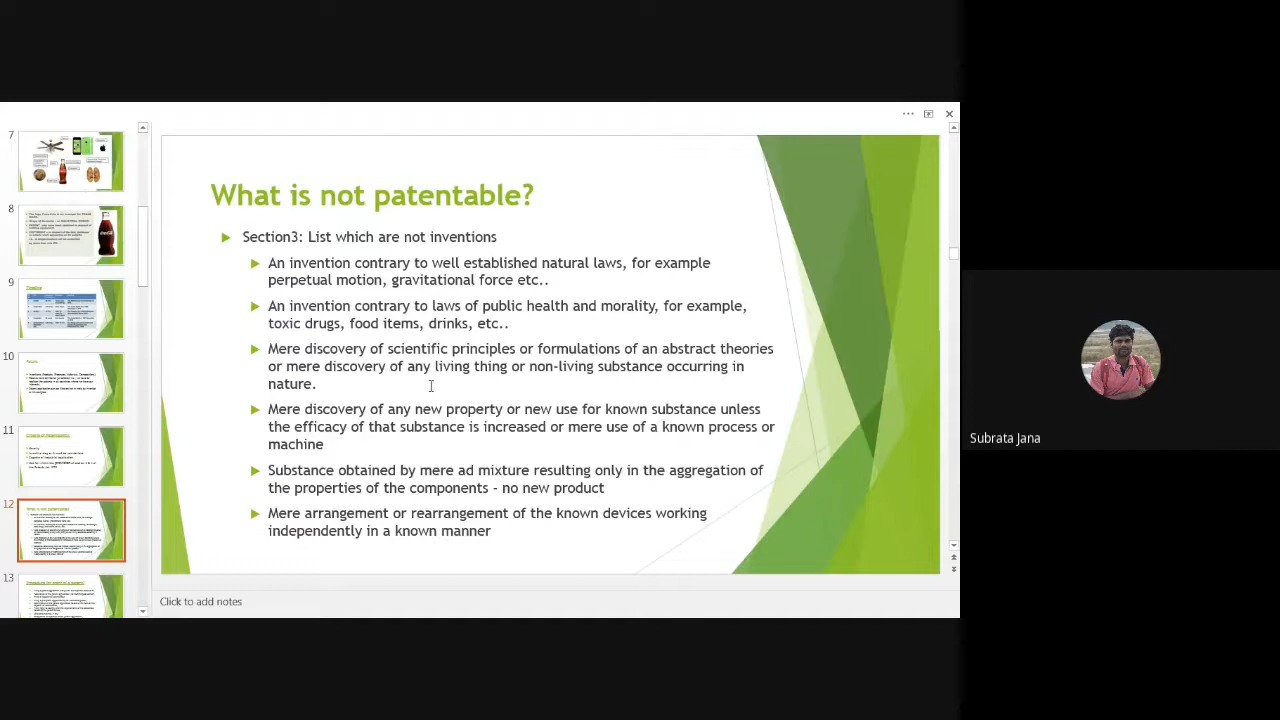 7
8
9
10
11
12
13
What is not patentable?
Section3: List which are not inventions
An invention contrary to well established natural laws, for example
perpetual motion, gravitational force etc..
An invention contrary to laws of public health and morality, for example,
toxic drugs, food items, drinks, etc..
Mere discovery of scientific principles or formulations of an abstract theories
or mere discovery of any living thing or non-living substance occurring in
nature.
Mere discovery of any new property or new use for known substance unless
the efficacy of that substance is increased or mere use of a known process or
machine
Substance obtained by mere ad mixture resulting only in the aggregation of
the properties of the components - no new product
Mere arrangement or rearrangement of the known devices working
independently in a known manner
Click to add notes
Subrata Jana